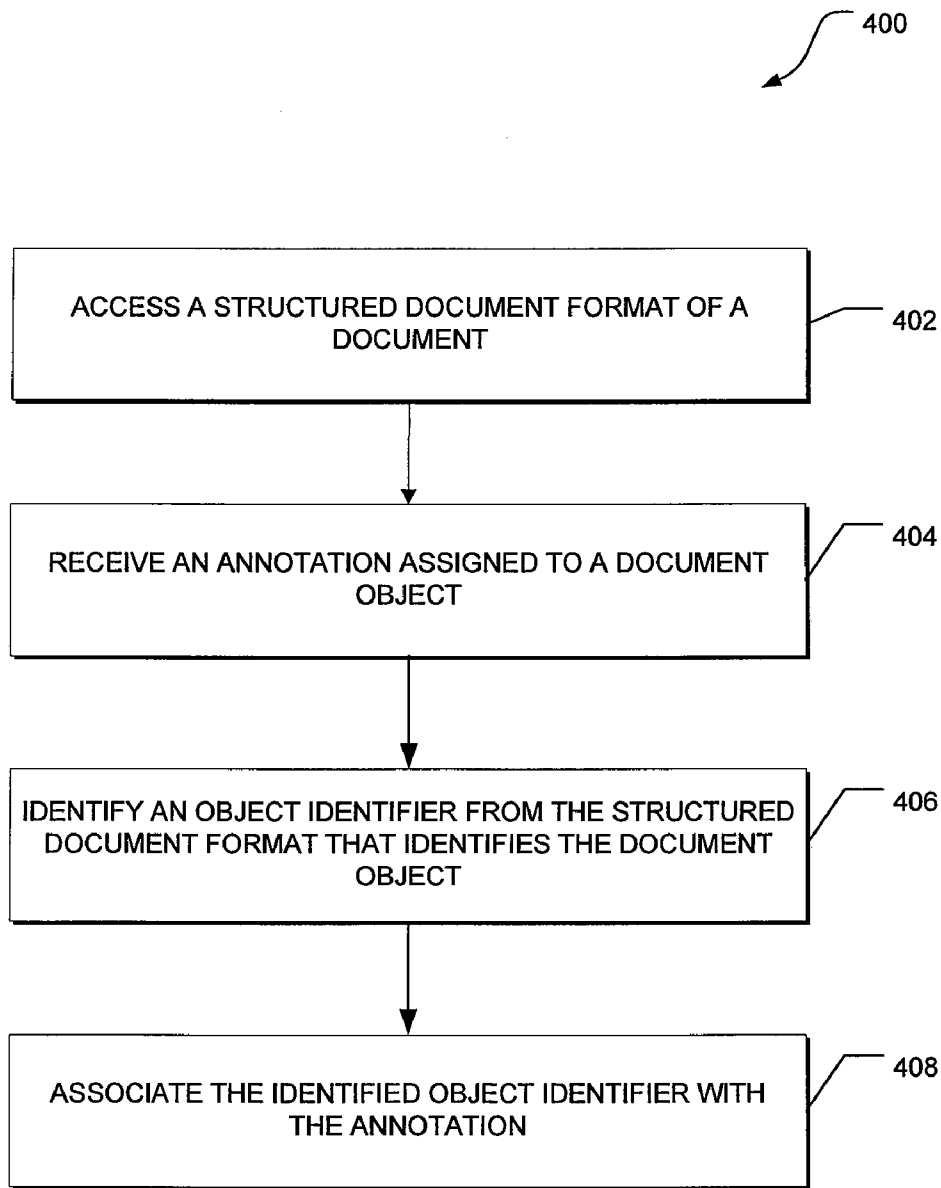 400
ACCESS A STRUCTURED DOCUMENT FORMAT OF A
DOCUMENT
402
RECEIVE AN ANNOTATION ASSIGNED TO A DOCUMENT
OBJECT
404
IDENTIFY AN OBJECT IDENTIFIER FROM THE STRUCTURED
DOCUMENT FORMAT THAT IDENTIFIES THE DOCUMENT
OBJECT
406
ASSOCIATE THE IDENTIFIED OBJECT IDENTIFIER WITH
THE ANNOTATION
408